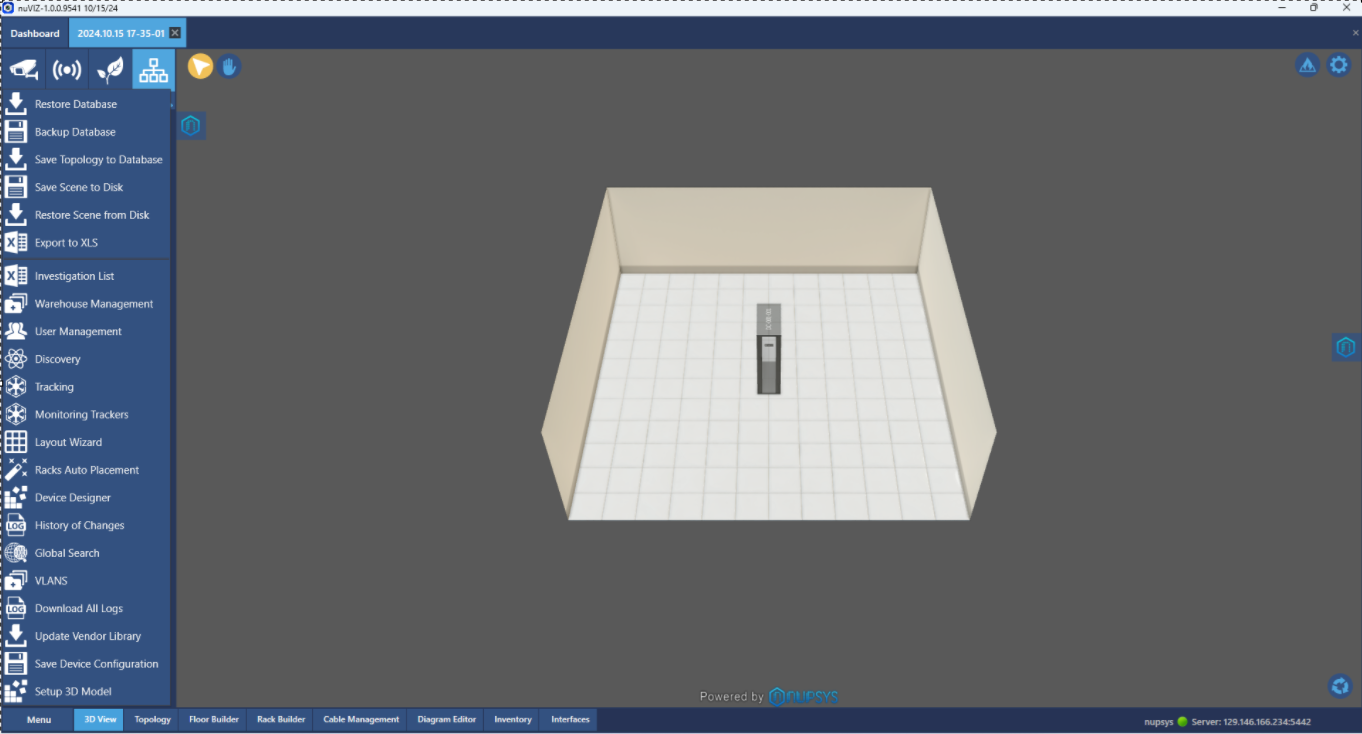 nuVIZ-1.0.0.9541 10/15/24
Dashboard
2024.10.15 17-35-01
Restore Database
Backup Database
Save Topology to Database
Save Scene to Disk
Restore Scene from Disk
Export to XLS
Investigation List
Warehouse Management
User Management
Discovery
Tracking
Monitoring Trackers
Layout Wizard
Racks Auto Placement
Device Designer
LOG History of Changes
Global Search
VLANS
LOG Download All Logs
Update Vendor Library
Save Device Configuration
Setup 3D Model
Powered by nUPSYS
Menu
3D View
Topology
Floor Builder
Rack Builder
Cable Management
Diagram Editor
Inventory
Interfaces
nupsys Server: 129.146.166.234:5442